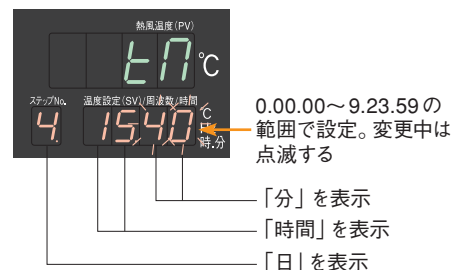 熱風温度(PV)
tП °C
ステップNo. 温度設定(SV)/周波数/時間
4. 15.40 °C 日 時.分
0.00.00~9.23.59の
範囲で設定。変更中は
点滅する
「分」を表示
「時間」を表示
「日」を表示